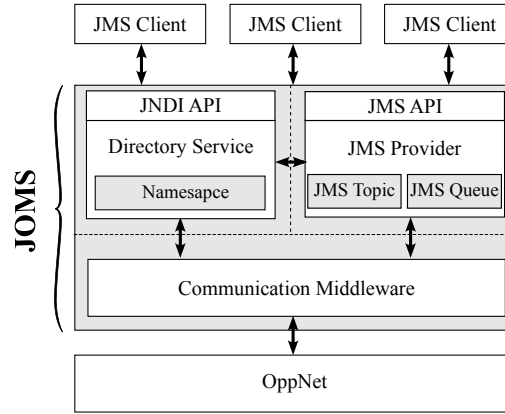 JMS Client
JMS Client
JMS Client
JOMS
JNDI API
JMS API
Directory Service
JMS Provider
Namesapce
JMS Topic
JMS Queue
Communication Middleware
OppNet